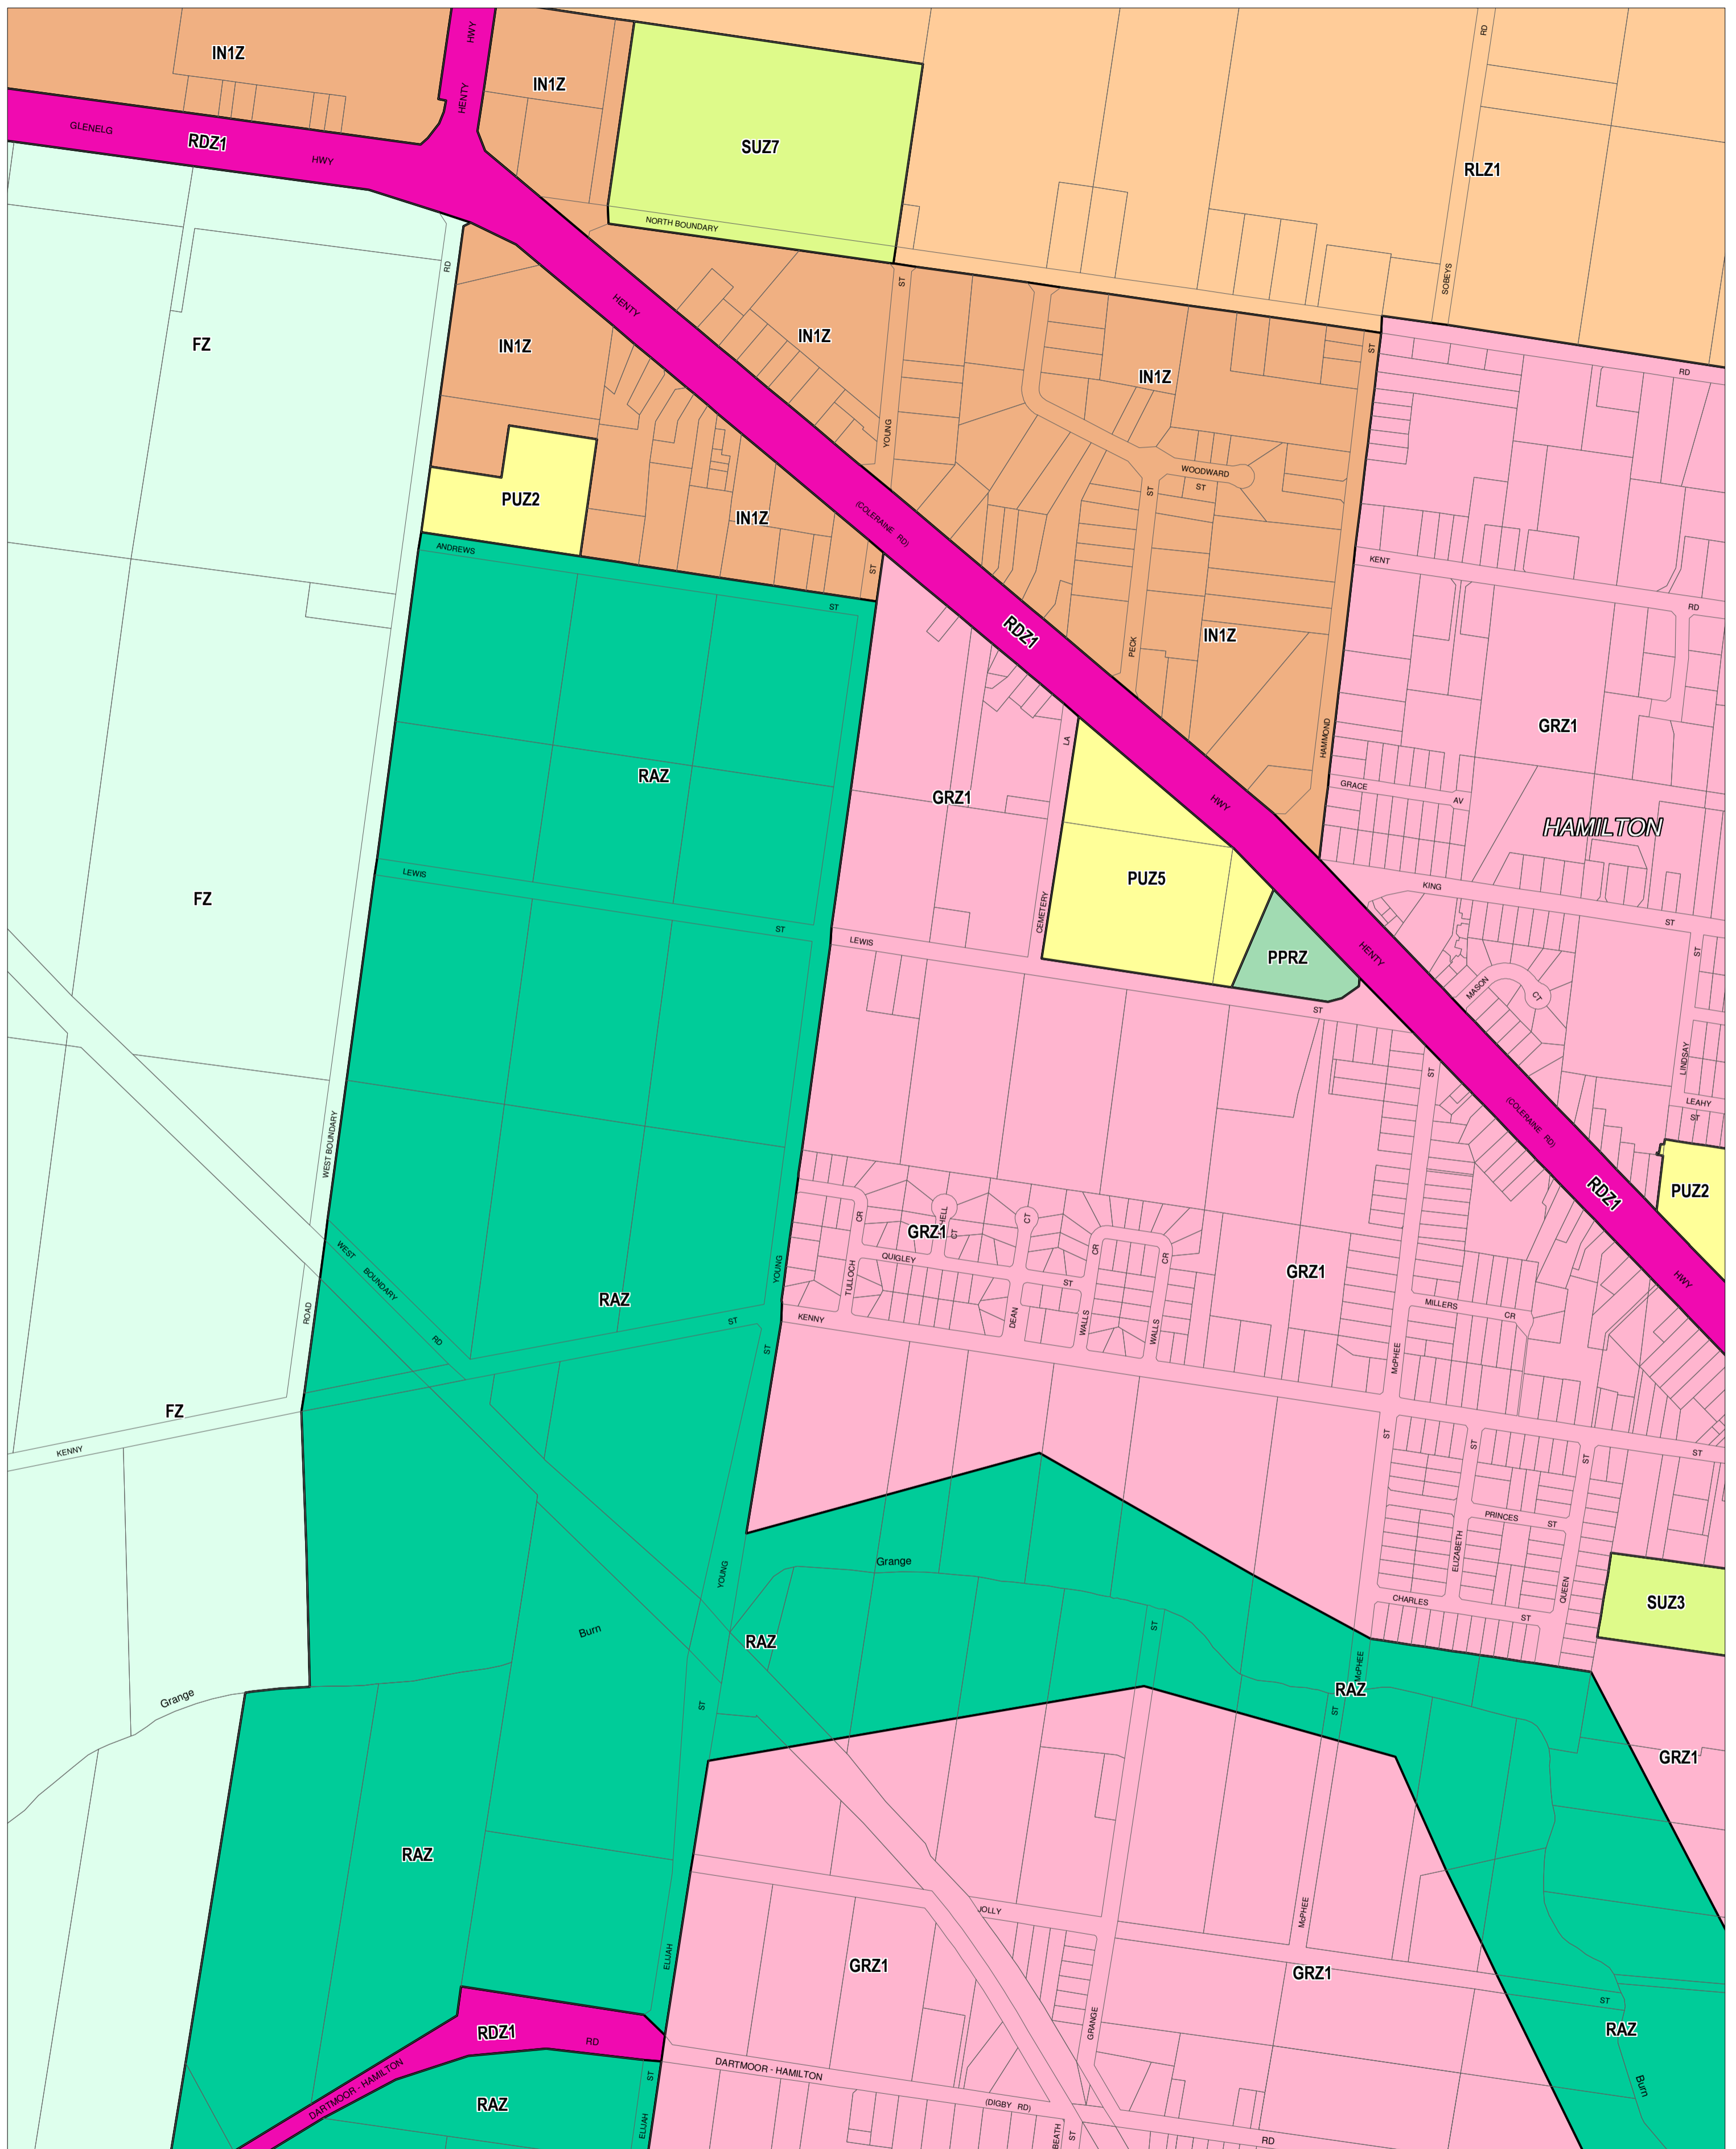 HWY
RD
IN1Z
IN1Z
HENTY
GLENELG
RDZ1
HWY
SUZ7
RLZ1
NORTH BOUNDARY
RD
ST
SOBEYS
HENTY
FZ
IN1Z
IN1Z
IN1Z
ST
RD
YOUNG
WOODWARD
ST
ST
PUZ2
IN1Z
(COLERAINE RD)
ANDREWS
ST
KENT
RD
ST
RDZ1
IN1Z
PECK
HAMMOND
GRZ1
LA
RAZ
GRZ1
GRACE
AV
HWY
HAMILTON
LEWIS
FZ
PUZ5
KING
ST
CEMETERY
ST
LEWIS
PPRZ
HENTY
ST
MASON
CT
ST
LINDSAY
ST
LEAHY
ST
(COLERAINE RD)
WEST BOUNDARY
PUZ2
RDZ1
CR
CT
GRZ1
CT
CR
CR
WEST BOUNDARY
RD
QUIGLEY
ST
YOUNG
TULLOCH
GRZ1
HWY
RAZ
ROAD
ST
KENNY
DEAN
WALLS
WALLS
MILLERS
CR
ST
McPHEE
FZ
KENNY
ST
ST
ST
ST
PRINCES
ST
Grange
YOUNG
ELIZABETH
QUEEN
CHARLES
ST
SUZ3
Burn
RAZ
ST
McPHEE
RAZ
Grange
ST
ST
GRZ1
RAZ
JOLLY
McPHEE
ELIJAH
GRZ1
GRZ1
ST
RDZ1
RD
GRANGE
RAZ
DARTMOOR - HAMILTON
DARTMOOR - HAMILTON
ST
Burn
RAZ
(DIGBY RD)
ELIJAH
BEATH
ST
RD